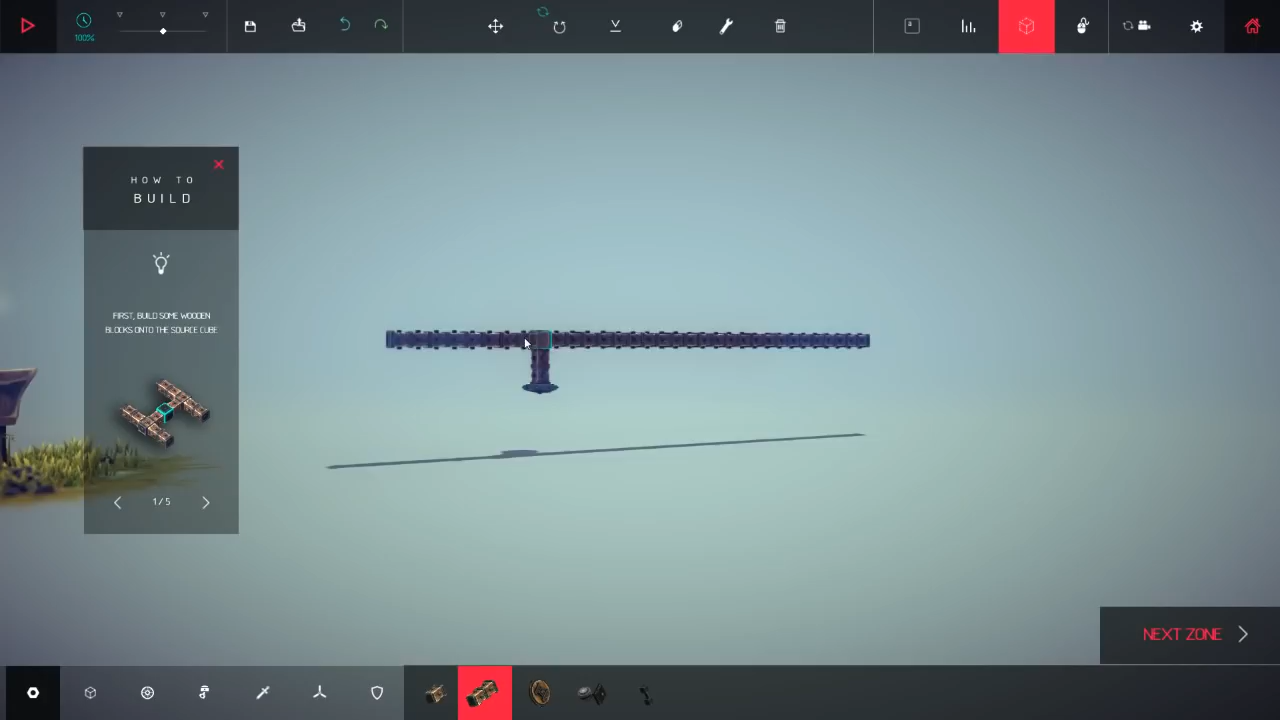 100%
HOW TO
BUILD
FIRST, BUILD SOME WOODEN
BLOCKS ONTO THE SOURCE CUBE
1/5
NEXT ZONE